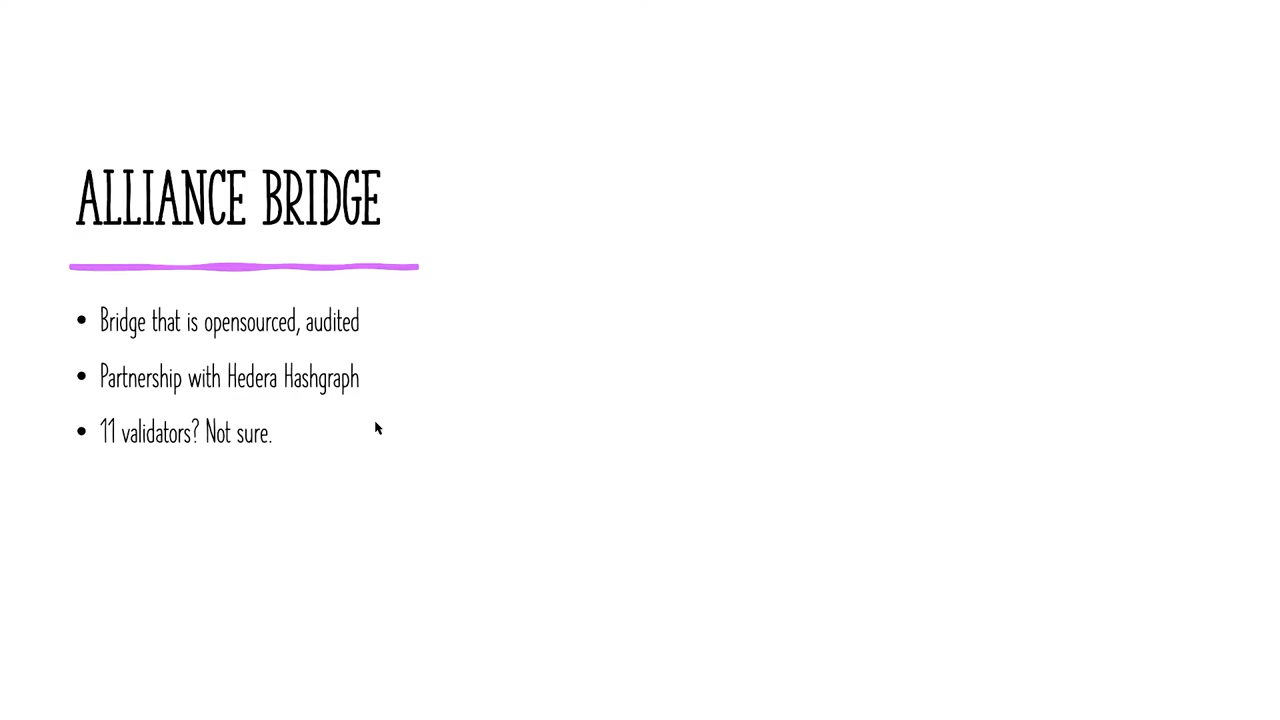 ALLIANCE BRIDGE
• Bridge that is opensourced, audited
• Partnership with Hedera Hashgraph
• 11 validators? Not sure.